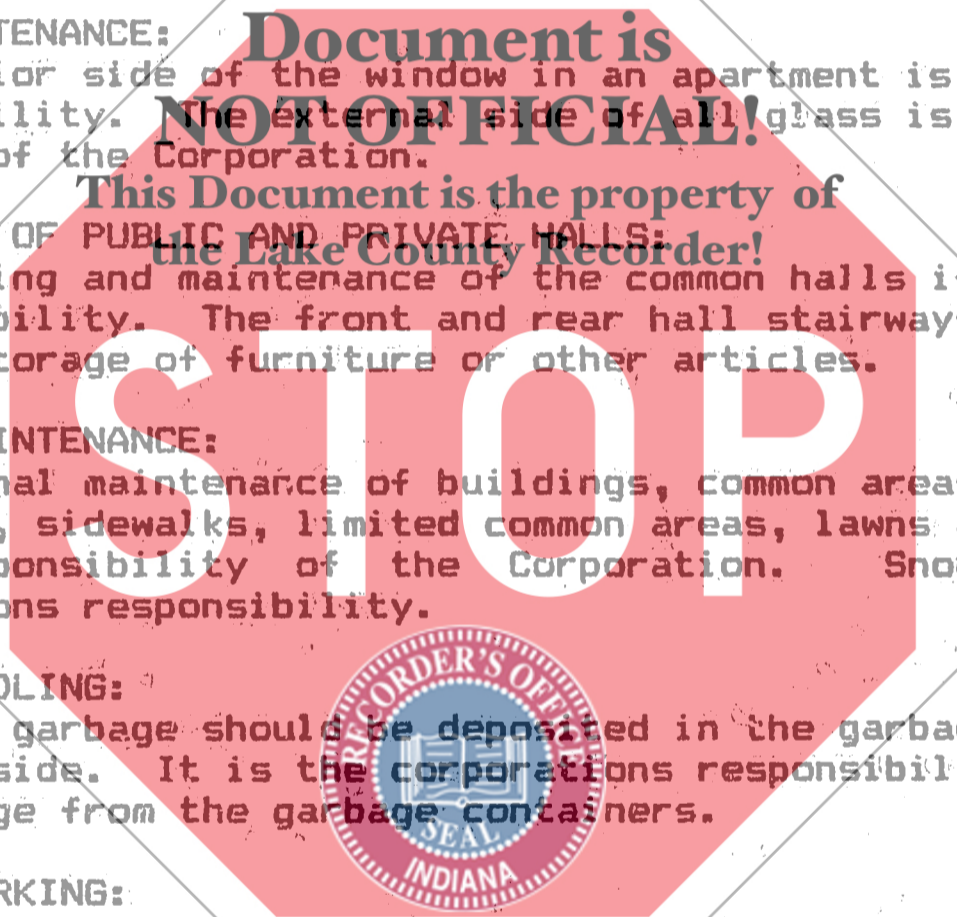 TENANCE:
Document is
ior side of the window in an apartment is
NOT OFFICIAL!
ility. The external side of all glass is
of the Corporation.
This Document is the property of
OF PUBLIC AND PRIVATE HALLS:
the Lake County Recorder!
ng and maintenance of the common halls i
bility. The front and rear hall stairway
torage of furniture or other articles.
STOP
INTENANCE:
nal maintenance of buildings, common area
, sidewalks, limited common areas, lawns
ponsibility of the Corporation. Sno
ons responsibility.
DLING:
RECORDER'S OFFICE
garbage should be deposited in the garba
side. It is the corporations responsibil
ge from the garbage containers.
SEAL
INDIANA
RKING: